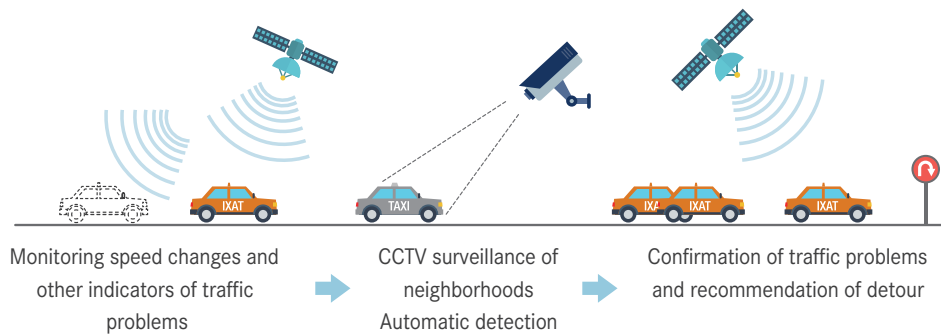 IXAT
TAXI
IXA
IXAT
IXAT
Monitoring speed changes and
other indicators of traffic
problems
CCTV surveillance of
neighborhoods
Automatic detection
Confirmation of traffic problems
and recommendation of detour